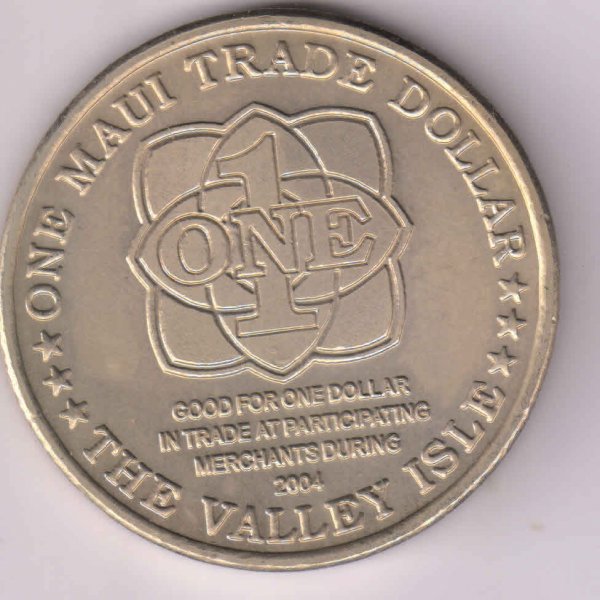 ONE MAUI TRADE DOLLAR
1
ONE
GOOD FOR ONE DOLLAR
IN TRADE AT PARTICIPATING
MERCHANTS DURING
2004
THE VALLEY ISLE